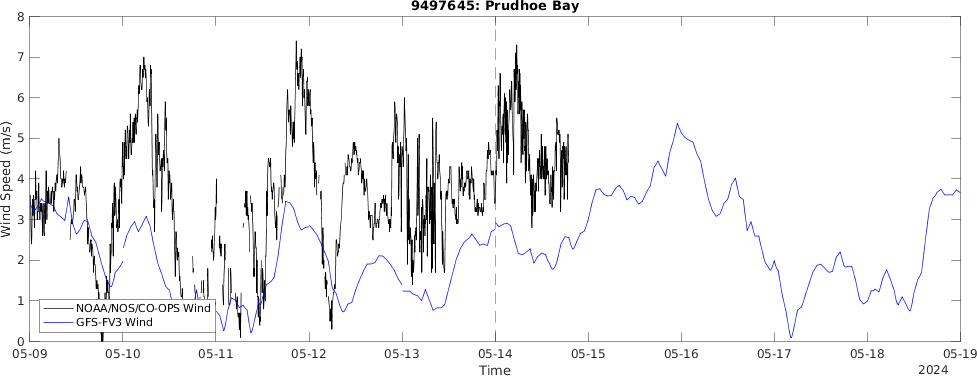 9497645: Prudhoe Bay
8
7
6
5
4
3
2
1
0
Wind Speed (m/s)
NOAA/NOS/CO-OPS Wind
GFS-FV3 Wind
05-09 05-10 05-11 05-12 05-13 05-14 05-15 05-16 05-17 05-18 05-19
Time
2024